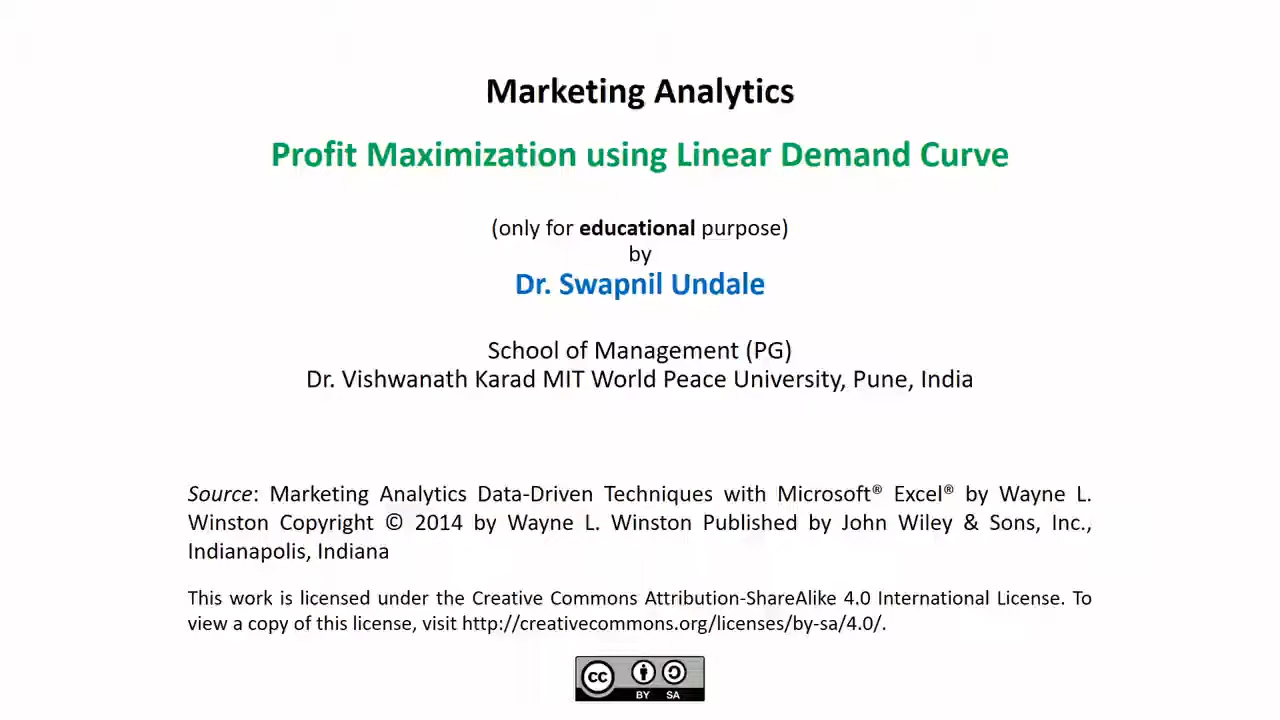 Marketing Analytics
Profit Maximization using Linear Demand Curve
(only for educational purpose)
by
Dr. Swapnil Undale
School of Management (PG)
Dr. Vishwanath Karad MIT World Peace University, Pune, India
Source: Marketing Analytics Data-Driven Techniques with Microsoft® Excel® by Wayne L.
Winston Copyright © 2014 by Wayne L. Winston Published by John Wiley & Sons, Inc.,
Indianapolis, Indiana
This work is licensed under the Creative Commons Attribution-ShareAlike 4.0 International License. To
view a copy of this license, visit http://creativecommons.org/licenses/by-sa/4.0/.
cc
BY SA